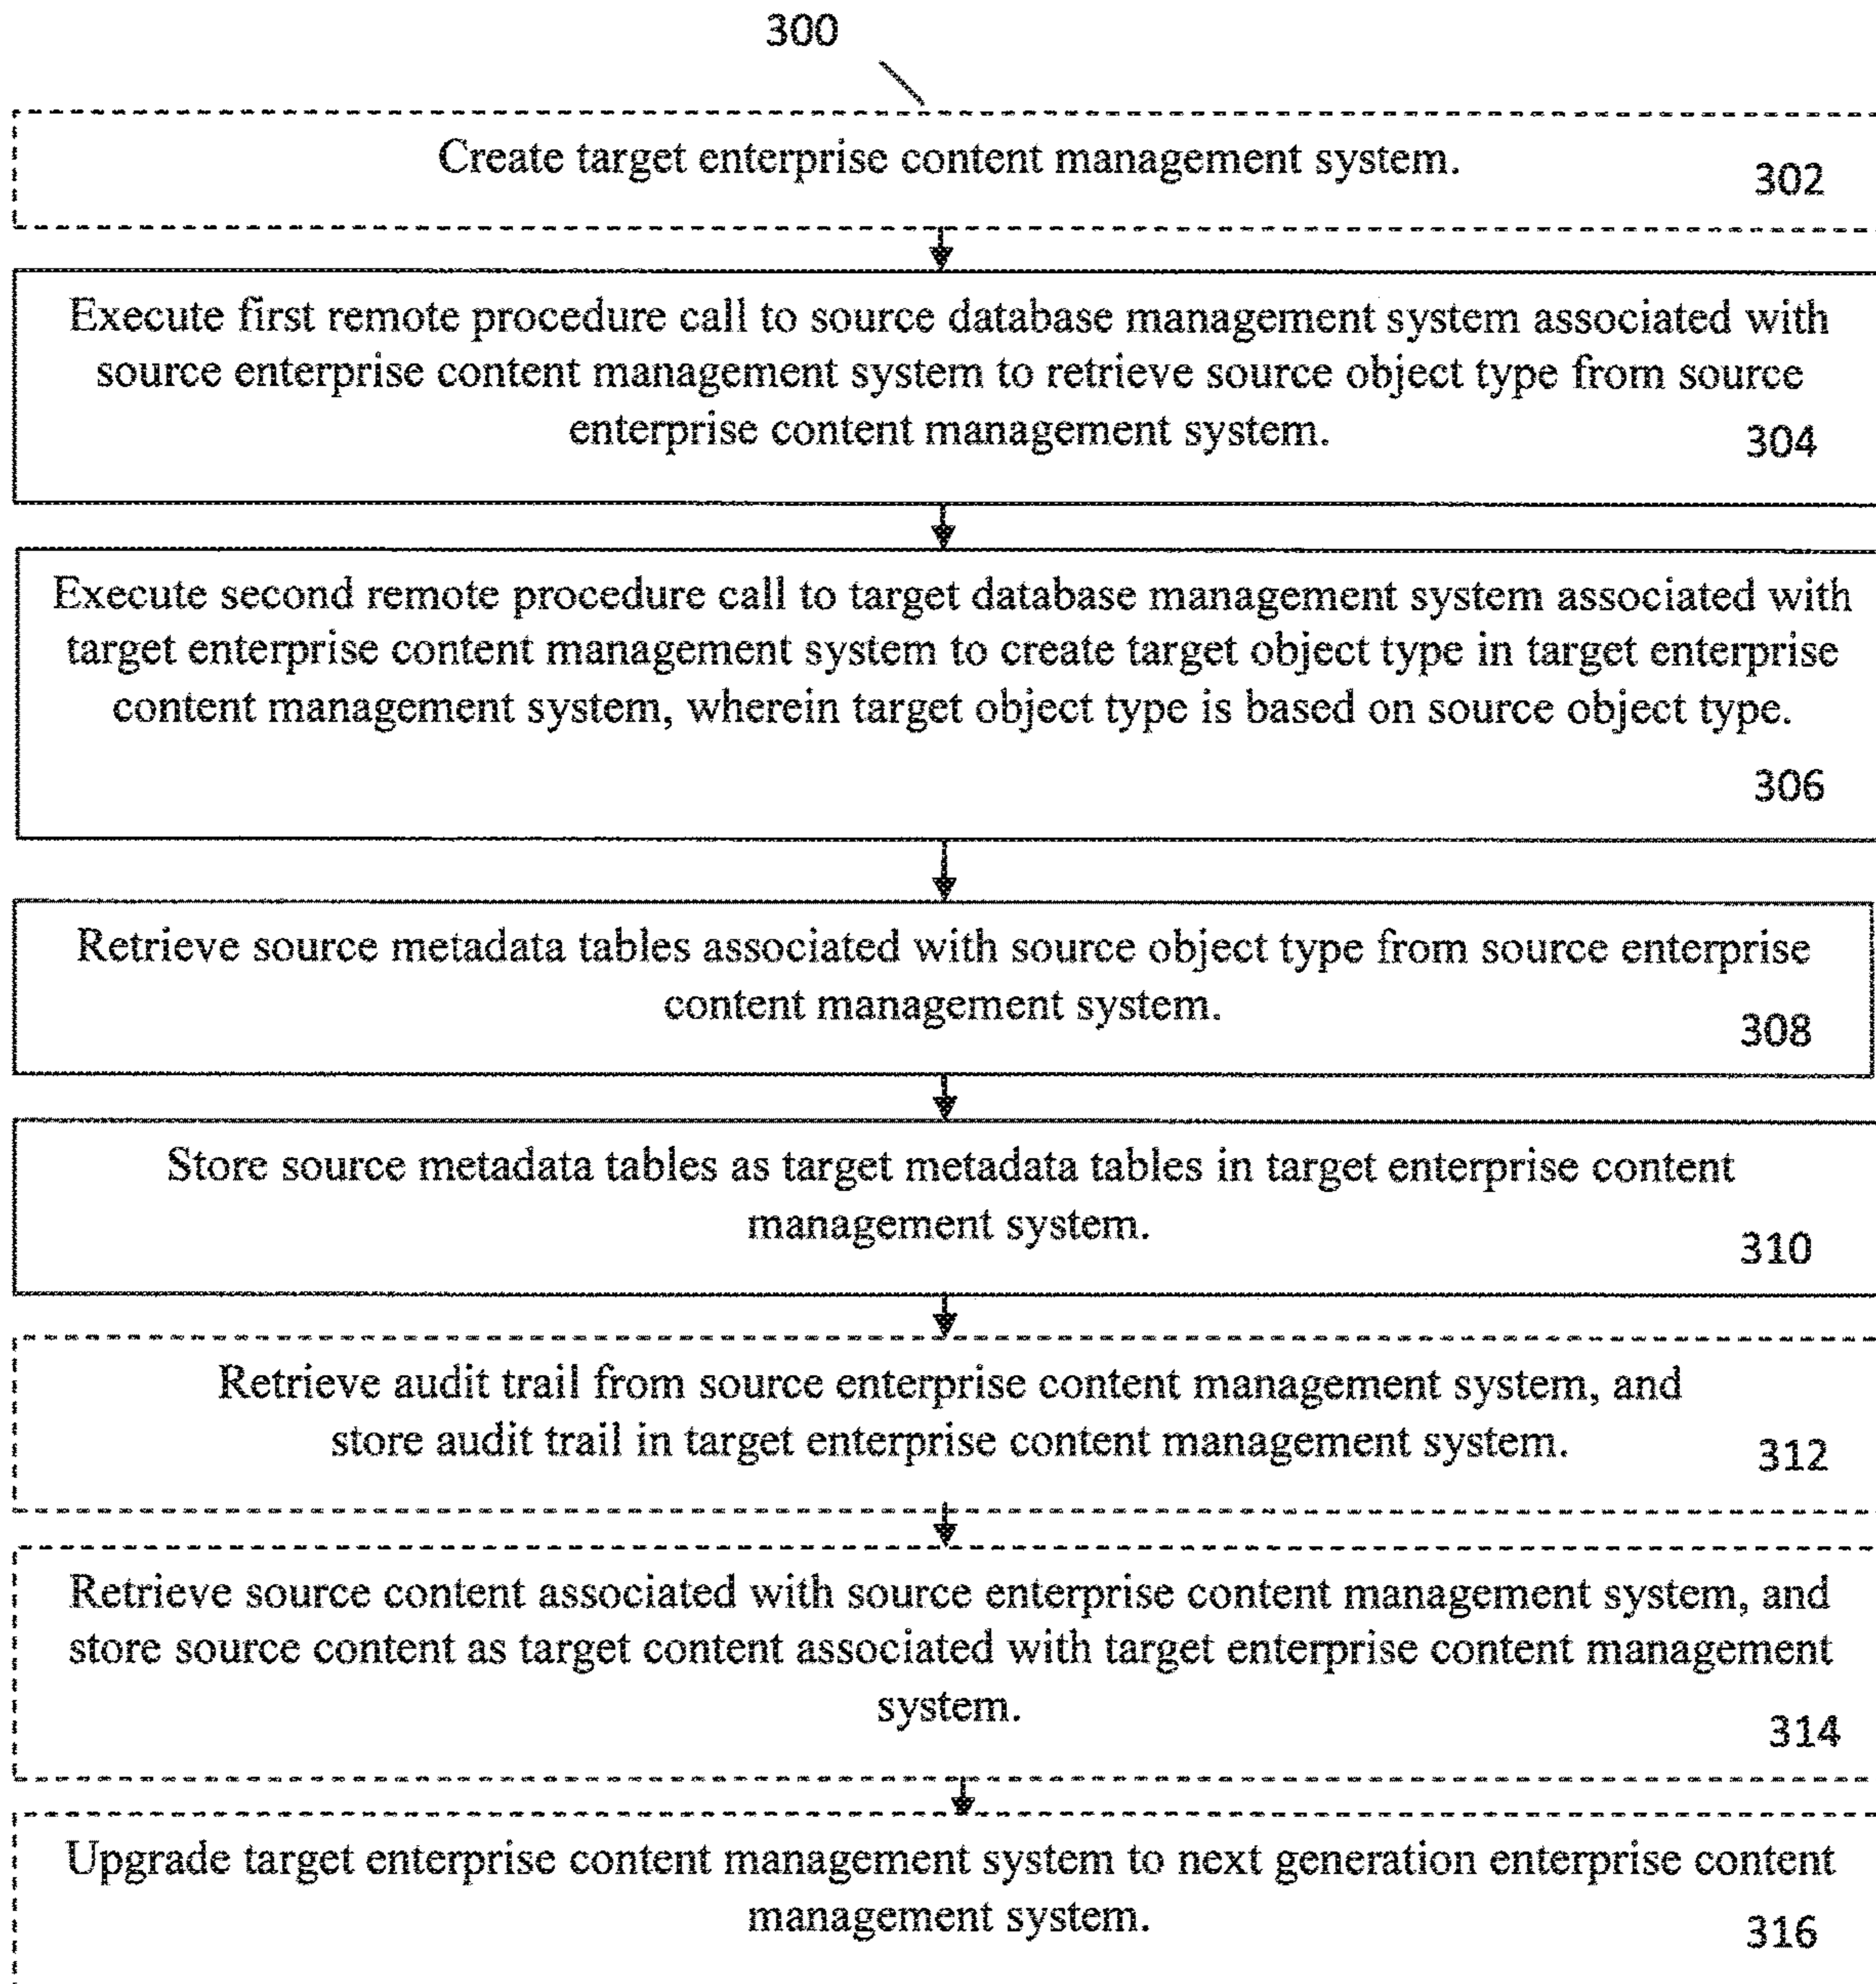 300
Create target enterprise content management system.
302
Execute first remote procedure call to source database management system associated with
source enterprise content management system to retrieve source object type from source
enterprise content management system.
304
Execute second remote procedure call to target database management system associated with
target enterprise content management system to create target object type in target enterprise
content management system, wherein target object type is based on source object type.
306
Retrieve source metadata tables associated with source object type from source enterprise
content management system.
308
Store source metadata tables as target metadata tables in target enterprise content
management system.
310
Retrieve audit trail from source enterprise content management system, and
store audit trail in target enterprise content management system.
312
Retrieve source content associated with source enterprise content management system, and
store source content as target content associated with target enterprise content management
system.
314
Upgrade target enterprise content management system to next generation enterprise content
management system.
316